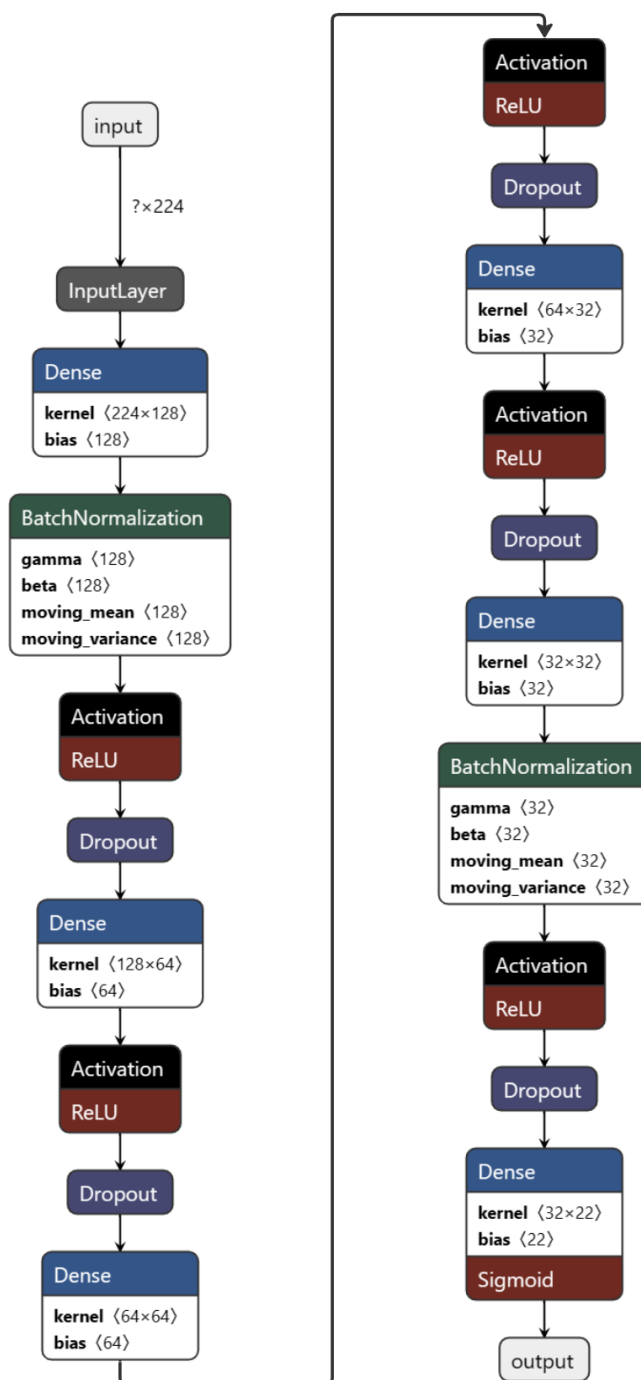 input
?×224
InputLayer
Dense
kernel 〈224×128〉
bias 〈128〉
BatchNormalization
gamma 〈128〉
beta 〈128〉
moving_mean 〈128〉
moving_variance 〈128〉
Activation
ReLU
Dropout
Dense
kernel 〈128×64〉
bias 〈64〉
Activation
ReLU
Dropout
Dense
kernel 〈64×64〉
bias 〈64〉
Activation
ReLU
Dropout
Dense
kernel 〈64×32〉
bias 〈32〉
Activation
ReLU
Dropout
Dense
kernel 〈32×32〉
bias 〈32〉
BatchNormalization
gamma 〈32〉
beta 〈32〉
moving_mean 〈32〉
moving_variance 〈32〉
Activation
ReLU
Dropout
Dense
kernel 〈32×22〉
bias 〈22〉
Sigmoid
output